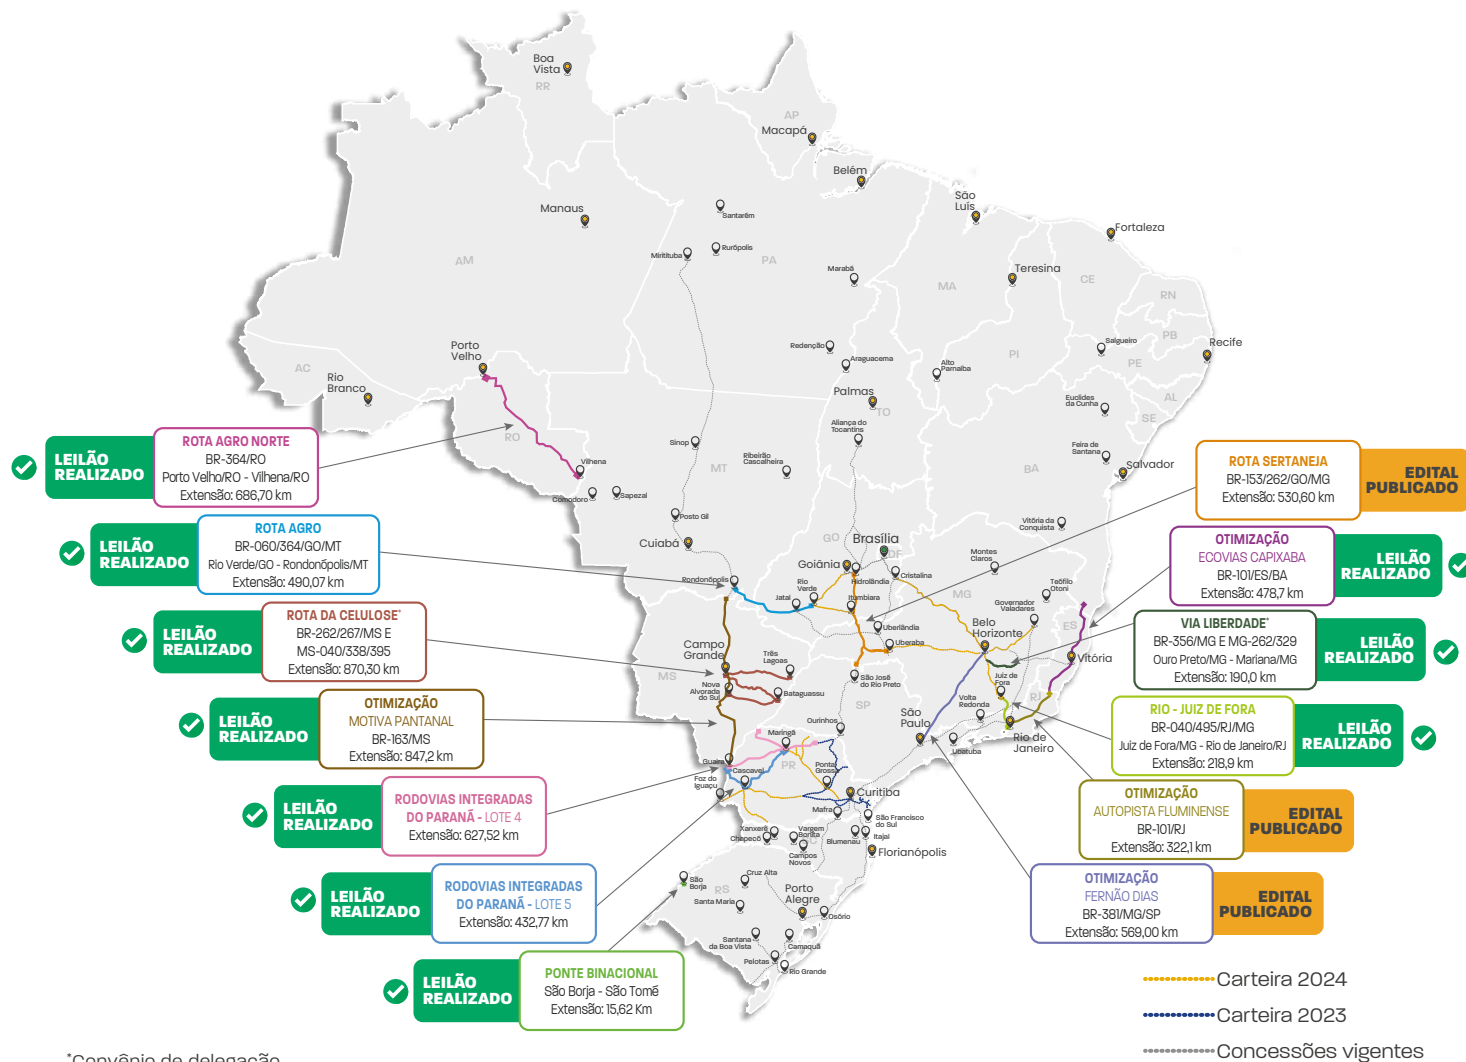 Boa
Vista
RR
AP
Macapá
Belém
São
Luís
Fortaleza
Manaus
Santarém
Miritituba
Rurópolis
AM
PA
Marabá
MA
Teresina
CE
RN
PB
Recife
PE
Salgueiro
PI
Redenção
Araguacema
Alto
Parnaíba
Porto
Velho
AC
Rio
Branco
Palmas
TO
Euclides
da Cunha
AL
SE
Aliança do
Tocantins
Feira de
Santana
Salvador
BA
RO
Vilhena
Comodoro
Sapezal
Sinop
Ribeirão
Cascalheira
MT
Posto Gil
Cuiabá
Vitória da
Conquista
GO
Brasília
DF
Goiânia
Hidrolândia
Cristalina
Montes
Claros
Teófilo
Otoni
Rondonópolis
Rio
Verde
Jataí
Itumbiara
MG
Governador
Valadares
Uberlândia
Uberaba
Belo
Horizonte
ES
Vitória
Campo
Grande
Três
Lagoas
MS
Nova
Alvorada
do Sul
Bataguassu
São José
do Rio Preto
Juiz de
Fora
RJ
Volta
Redonda
SP
São
Paulo
Rio de
Janeiro
Ubatuba
Ourinhos
Maringá
PR
Guaíra
Cascavel
Ponta
Grossa
Foz do
Iguaçu
Curitiba
Mafra
São Francisco
do Sul
Xanxerê
Chapecó
Vargem
Bonita
Campos
Novos
Blumenau
Itajaí
Florianópolis
São
Borja
RS
Cruz Alta
Santa Maria
Porto
Alegre
Osório
Santana
da Boa Vista
Camaquã
Pelotas
Rio Grande
LEILÃO
REALIZADO
ROTA AGRO NORTE
BR-364/RO
Porto Velho/RO - Vilhena/RO
Extensão: 686,70 km
LEILÃO
REALIZADO
ROTA AGRO
BR-060/364/GO/MT
Rio Verde/GO - Rondonópolis/MT
Extensão: 490,07 km
LEILÃO
REALIZADO
ROTA DA CELULOSE*
BR-262/267/MS E
MS-040/338/395
Extensão: 870,30 km
LEILÃO
REALIZADO
OTIMIZAÇÃO
MOTIVA PANTANAL
BR-163/MS
Extensão: 847,2 km
LEILÃO
REALIZADO
RODOVIAS INTEGRADAS
DO PARANÁ - LOTE 4
Extensão: 627,52 km
LEILÃO
REALIZADO
RODOVIAS INTEGRADAS
DO PARANÁ - LOTE 5
Extensão: 432,77 km
LEILÃO
REALIZADO
PONTE BINACIONAL
São Borja - São Tomé
Extensão: 15,62 Km
ROTA SERTANEJA
BR-153/262/GO/MG
Extensão: 530,60 km
EDITAL
PUBLICADO
OTIMIZAÇÃO
ECOVIAS CAPIXABA
BR-101/ES/BA
Extensão: 478,7 km
LEILÃO
REALIZADO
VIA LIBERDADE*
BR-356/MG E MG-262/329
Ouro Preto/MG - Mariana/MG
Extensão: 190,0 km
LEILÃO
REALIZADO
RIO - JUIZ DE FORA
BR-040/495/RJ/MG
Juiz de Fora/MG - Rio de Janeiro/RJ
Extensão: 218,9 km
LEILÃO
REALIZADO
OTIMIZAÇÃO
AUTOPISTA FLUMINENSE
BR-101/RJ
Extensão: 322,1 km
EDITAL
PUBLICADO
OTIMIZAÇÃO
FERNÃO DIAS
BR-381/MG/SP
Extensão: 569,00 km
EDITAL
PUBLICADO
Carteira 2024
Carteira 2023
Concessões vigentes
*Convênio de delegação